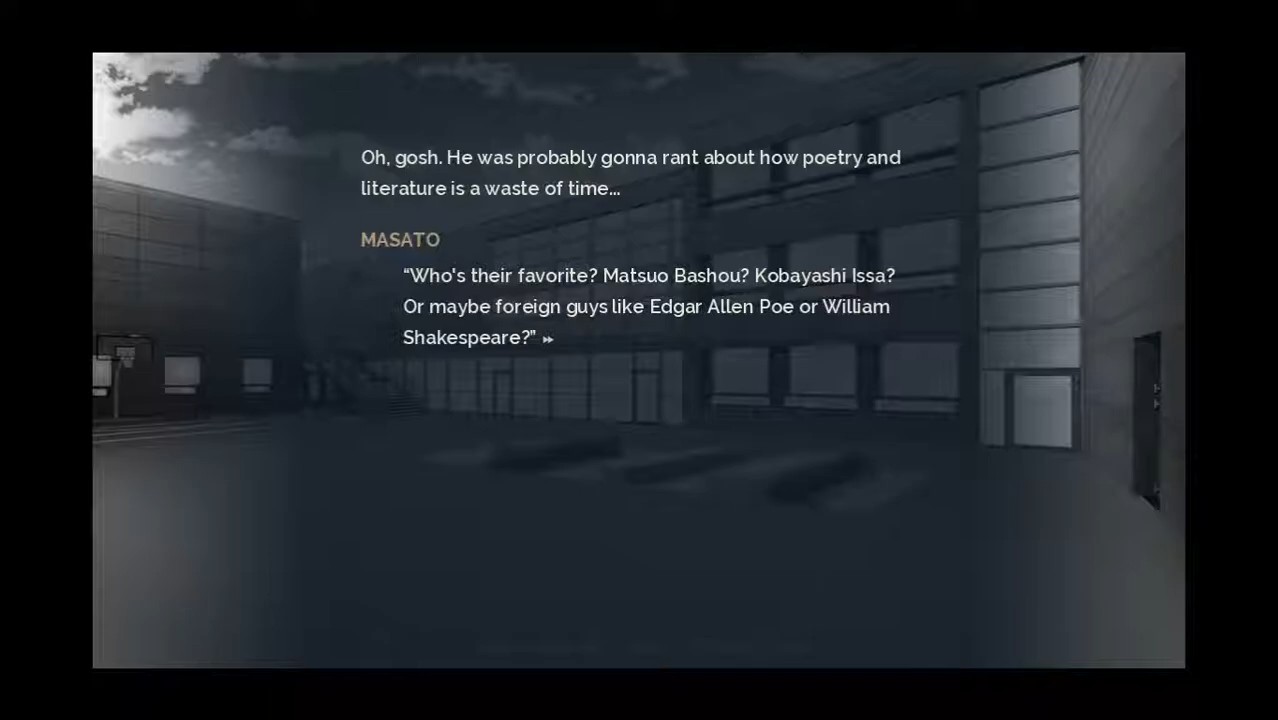 Oh, gosh. He was probably gonna rant about how poetry and
literature is a waste of time...
MASATO
“Who's their favorite? Matsuo Bashou? Kobayashi Issa?
Or maybe foreign guys like Edgar Allen Poe or William
Shakespeare?”